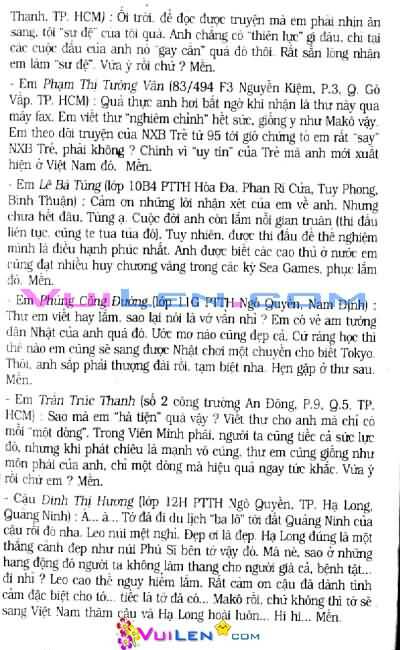 Thanh, TP. HCM) : Ối trời, để đọc được truyện mà em phải nhịn ăn
sáng, tôi "sư đệ" của tôi quá. Anh chẳng có "thiên lực" gì đâu, chỉ tại
các cuộc đấu của anh nó "gay cấn" quá đó thôi. Rất sẵn lòng nhận
em làm "sư đệ". Vừa ý rồi chứ ? Mến.
- Em Phạm Thị Tường Vân (83/494 F3 Nguyễn Kiệm, P.3, Q. Gò
Vấp, TP. HCM) : Quả thực anh hơi bất ngờ khi nhận lá thư này qua
máy fax. Em viết thư "nghiêm chỉnh" hết sức, giống y như Makô vậy.
Em theo dõi truyện của NXB Trẻ từ 95 tới giờ chứng tỏ em rất "say"
NXB Trẻ, phải không ? Chính vì "uy tín" của Trẻ mà anh mới xuất
hiện ở Việt Nam đó. Mến.
- Em Lê Bá Tùng (lớp 10B4 PTTH Hòa Đa, Phan Rí Cửa, Tuy Phong,
Bình Thuận) : Cảm ơn những lời nhận xét của em về anh. Nhưng
chưa hết đâu, Tùng ạ. Cuộc đời anh còn lắm nỗi gian truân (thi đấu
liên tục, cũng te tua tủa đó). Tuy nhiên, được thi đấu để thể nghiệm
mình là điều hạnh phúc nhất. Anh được biết các cao thủ ở nước em
cũng đạt nhiều huy chương vàng trong các kỳ Sea Games, phục lắm
đó. Mến.
- Em Phùng Công Đường (lớp 11G PTTH Ngô Quyền, Nam Định) :
Thư em viết hay lắm, sao lại nói là vớ vẩn nhỉ ? Em có vẻ am tường
dân Nhật của anh quá đó. Ước mơ nào cũng đẹp cả. Cứ ráng học thì
thế nào em cũng sẽ sang được Nhật chơi một chuyến cho biết Tokyo.
Thôi, anh sắp phải thượng đài rồi, tạm biệt nha. Hẹn gặp ở thư sau.
Mến.
- Em Trần Trúc Thanh (số 2 công trường An Đông, P.9, Q.5, TP.
HCM) : Sao mà em "hà tiện" quá vậy ? Viết thư cho anh mà chỉ có
mỗi "một dòng". Trong Viên Minh phái, người ta cũng tiếc cả sức lực
đó, nhưng khi phát chiêu là mạnh vô cùng, thư em cũng giống như
môn phái của anh, chỉ một dòng mà hiệu quả ngay tức khắc. Vừa ý
rồi chứ em ? Mến.
- Cậu Đinh Thị Hương (lớp 12H PTTH Ngô Quyền, TP. Hạ Long,
Quảng Ninh) : A... à... Tớ đã đi du lịch "ba lô" tới đất Quảng Ninh của
cậu rồi đó nha. Leo núi mệt nghỉ. Đẹp ơi là đẹp. Hạ Long đúng là một
thắng cảnh đẹp như núi Phú Sĩ bên tớ vậy đó. Mà nè, sao ở những
hang động đó người ta không làm thang cho người già cả, bệnh tật...
đi nhỉ ? Leo cao thế nguy hiểm lắm. Rất cảm ơn cậu đã dành tình
cảm đặc biệt cho tớ... tiếc là tớ đã có... Makô rồi, chứ không thì tớ sẽ
sang Việt Nam thăm cậu và Hạ Long hoài luôn... Hi hi... Mến.
VUILEN.COM
VUILEN.COM